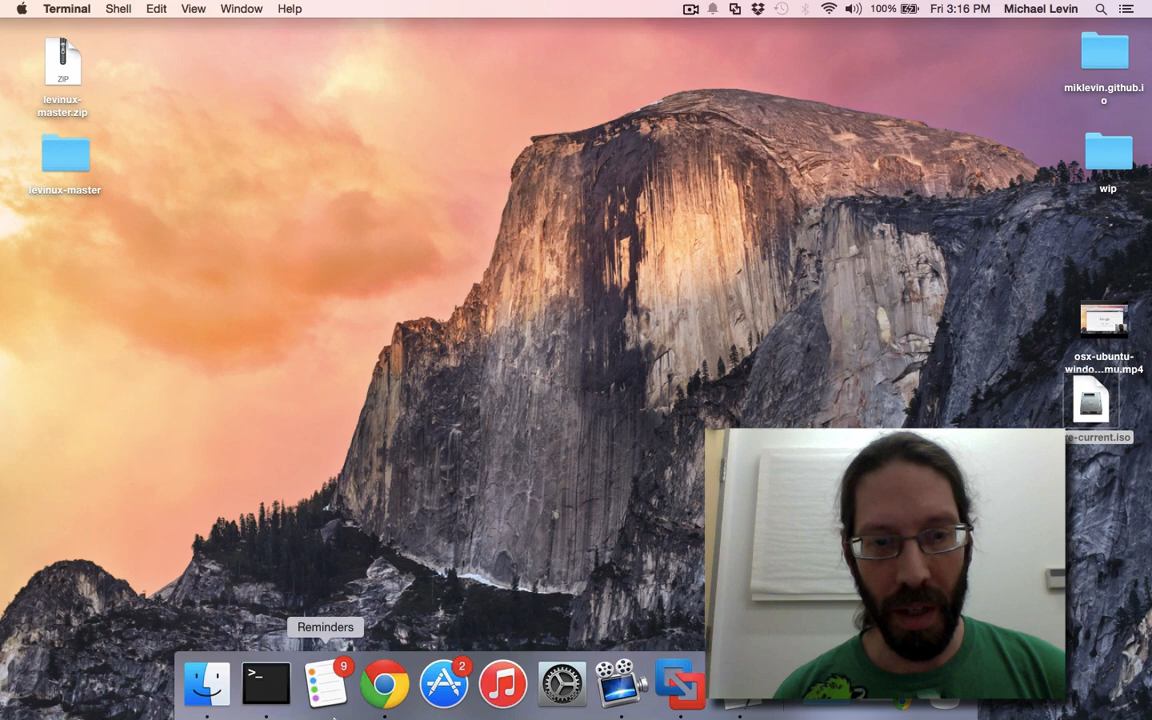 Terminal Shell Edit View Window Help 100% Fri 3:16 PM Michael Levin
ZIP
levinux-
master.zip
levinux-master
miklevin.github.i
o
wip
osx-ubuntu-
windo...mu.mp4
e-current.iso
Reminders
>_
9
2